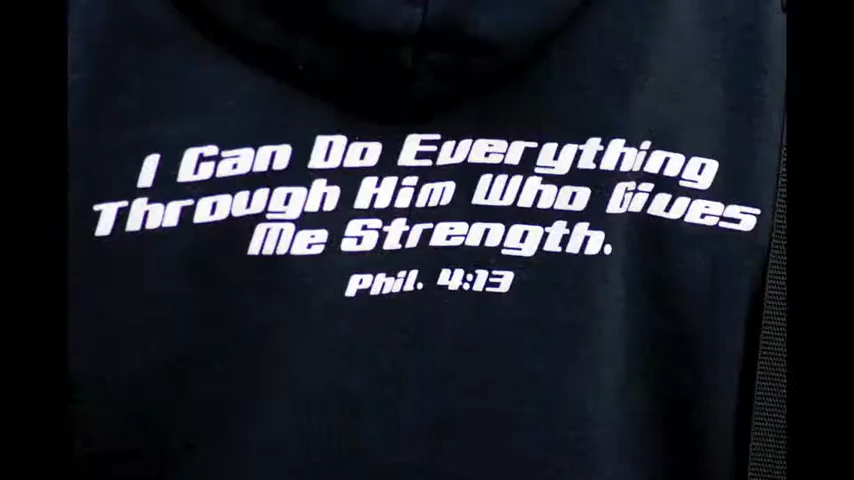 I Can Do Everything
Through Him Who Gives
Me Strength.
Phil. 4:13